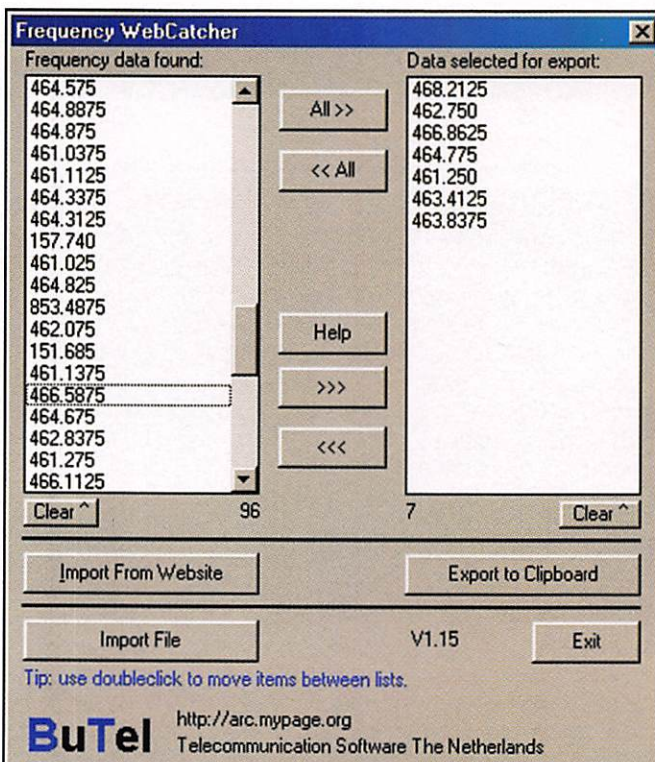 Frequency WebCatcher
Frequency data found:
464.575
464.8875
464.875
461.0375
461.1125
464.3375
464.3125
157.740
461.025
464.825
853.4875
462.075
151.685
461.1375
466.5875
464.675
462.8375
461.275
466.1125
Clear ^
96
All >>
<< All
Help
>>>
<<<
Data selected for export:
468.2125
462.750
466.8625
464.775
461.250
463.4125
463.8375
7
Clear ^
Import From Website
Export to Clipboard
Import File
V1.15
Exit
Tip: use doubleclick to move items between lists.
BuTel
http://arc.mypage.org
Telecommunication Software The Netherlands